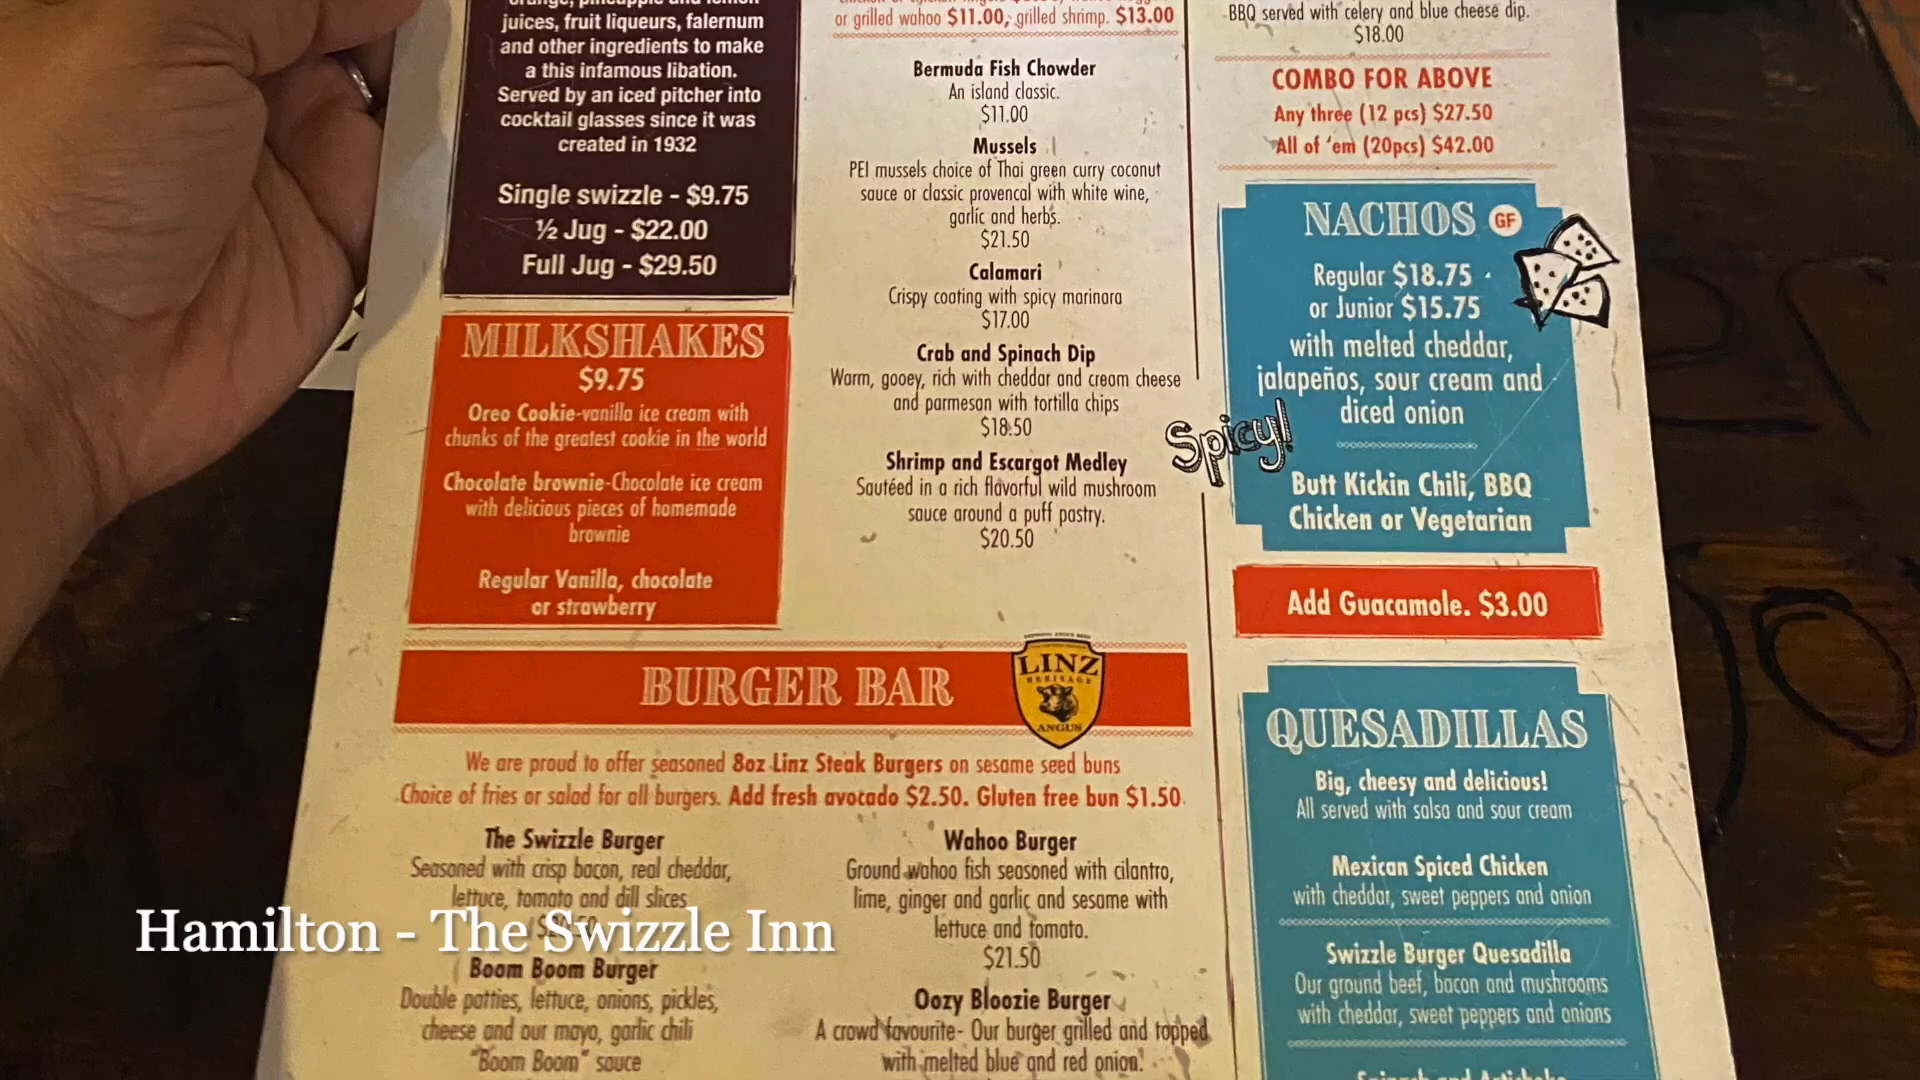 juices, fruit liqueurs, falernum
and other ingredients to make
a this infamous libation.
Served by an iced pitcher into
cocktail glasses since it was
created in 1932
Single swizzle - $9.75
½ Jug - $22.00
Full Jug - $29.50
MILKSHAKES
$9.75
Oreo Cookie-vanilla ice cream with
chunks of the greatest cookie in the world
Chocolate brownie-Chocolate ice cream
with delicious pieces of homemade
brownie
Regular Vanilla, chocolate
or strawberry
or grilled wahoo $11.00, grilled shrimp. $13.00
Bermuda Fish Chowder
An island classic.
$11.00
Mussels
PEI mussels choice of Thai green curry coconut
sauce or classic provencal with white wine,
garlic and herbs.
$21.50
Calamari
Crispy coating with spicy marinara
$17.00
Crab and Spinach Dip
Warm, gooey, rich with cheddar and cream cheese
and parmesan with tortilla chips
$18.50
Shrimp and Escargot Medley
Sautéed in a rich flavorful wild mushroom
sauce around a puff pastry.
$20.50
BBQ served with celery and blue cheese dip.
$18.00
COMBO FOR ABOVE
Any three (12 pcs) $27.50
All of 'em (20pcs) $42.00
NACHOS GF
Regular $18.75
or Junior $15.75
with melted cheddar,
jalapeños, sour cream and
diced onion
Spicy!
Butt Kickin Chili, BBQ
Chicken or Vegetarian
Add Guacamole. $3.00
BURGER BAR
LINZ
HERITAGE
ANGUS
We are proud to offer seasoned 8oz Linz Steak Burgers on sesame seed buns
Choice of fries or salad for all burgers. Add fresh avocado $2.50. Gluten free bun $1.50
The Swizzle Burger
Seasoned with crisp bacon, real cheddar,
lettuce, tomato and dill slices
Boom Boom Burger
Double patties, lettuce, onions, pickles,
cheese and our mayo, garlic chili
"Boom Boom" sauce
Wahoo Burger
Ground wahoo fish seasoned with cilantro,
lime, ginger and garlic and sesame with
lettuce and tomato.
$21.50
Oozy Bloozie Burger
A crowd favourite- Our burger grilled and topped
with melted blue and red onion.
QUESADILLAS
Big, cheesy and delicious!
All served with salsa and sour cream
Mexican Spiced Chicken
with cheddar, sweet peppers and onion
Swizzle Burger Quesadilla
Our ground beef, bacon and mushrooms
with cheddar, sweet peppers and onions
Hamilton - The Swizzle Inn